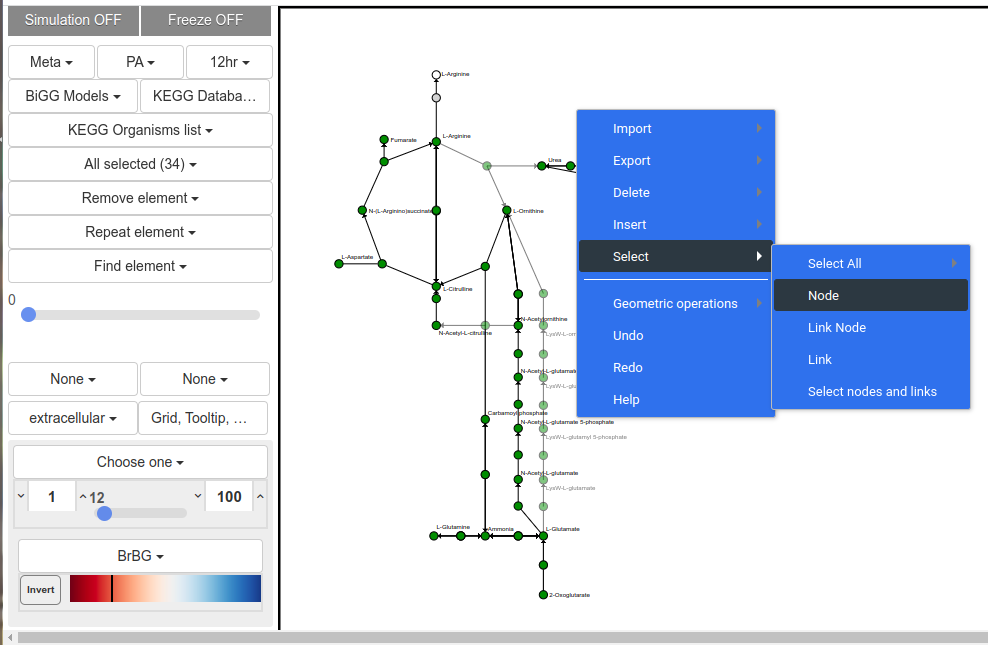 Simulation OFF
Freeze OFF
Meta
PA
12hr
BiGG Models
KEGG Databa...
KEGG Organisms list
All selected (34)
Remove element
Repeat element
Find element
0
None
None
extracellular
Grid, Tooltip, ...
Choose one
1
12
100
BrBG
Invert
L-Arginine
L-Arginine
Fumarate
Urea
N-(L-Arginino)succinate
L-Ornithine
L-Aspartate
L-Citrulline
N-Acetylornithine
N-Acetyl-L-citrulline
LysW-L-orn
N-Acetyl-L-glutamate
LysW-L-glu
Carbamoyl phosphate
N-Acetyl-L-glutamate 5-phosphate
LysW-L-glutamyl 5-phosphate
N-Acetyl-L-glutamate
LysW-L-glutamate
L-Glutamine
Ammonia
L-Glutamate
2-Oxoglutarate
Import
Export
Delete
Insert
Select
Geometric operations
Undo
Redo
Help
Select All
Node
Link Node
Link
Select nodes and links